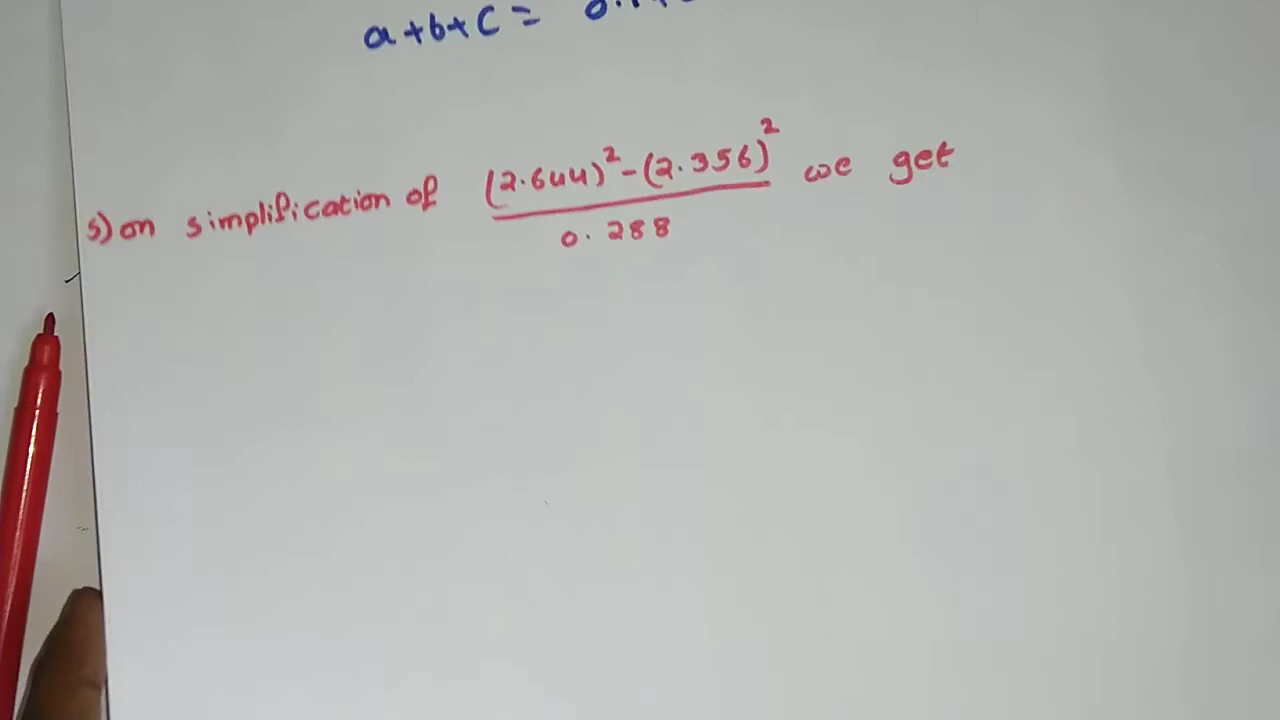 a+b+c =
5) on simplification of (2.644)² - (2.356)² / 0.288 we get